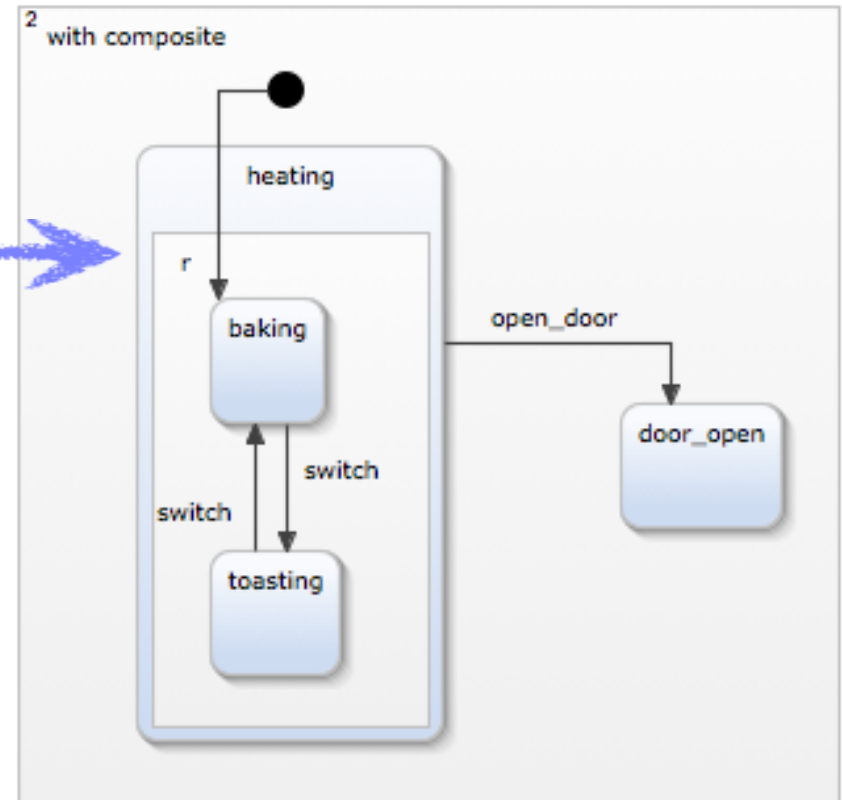 2
with composite
heating
r
baking
open_door
door_open
switch
switch
toasting